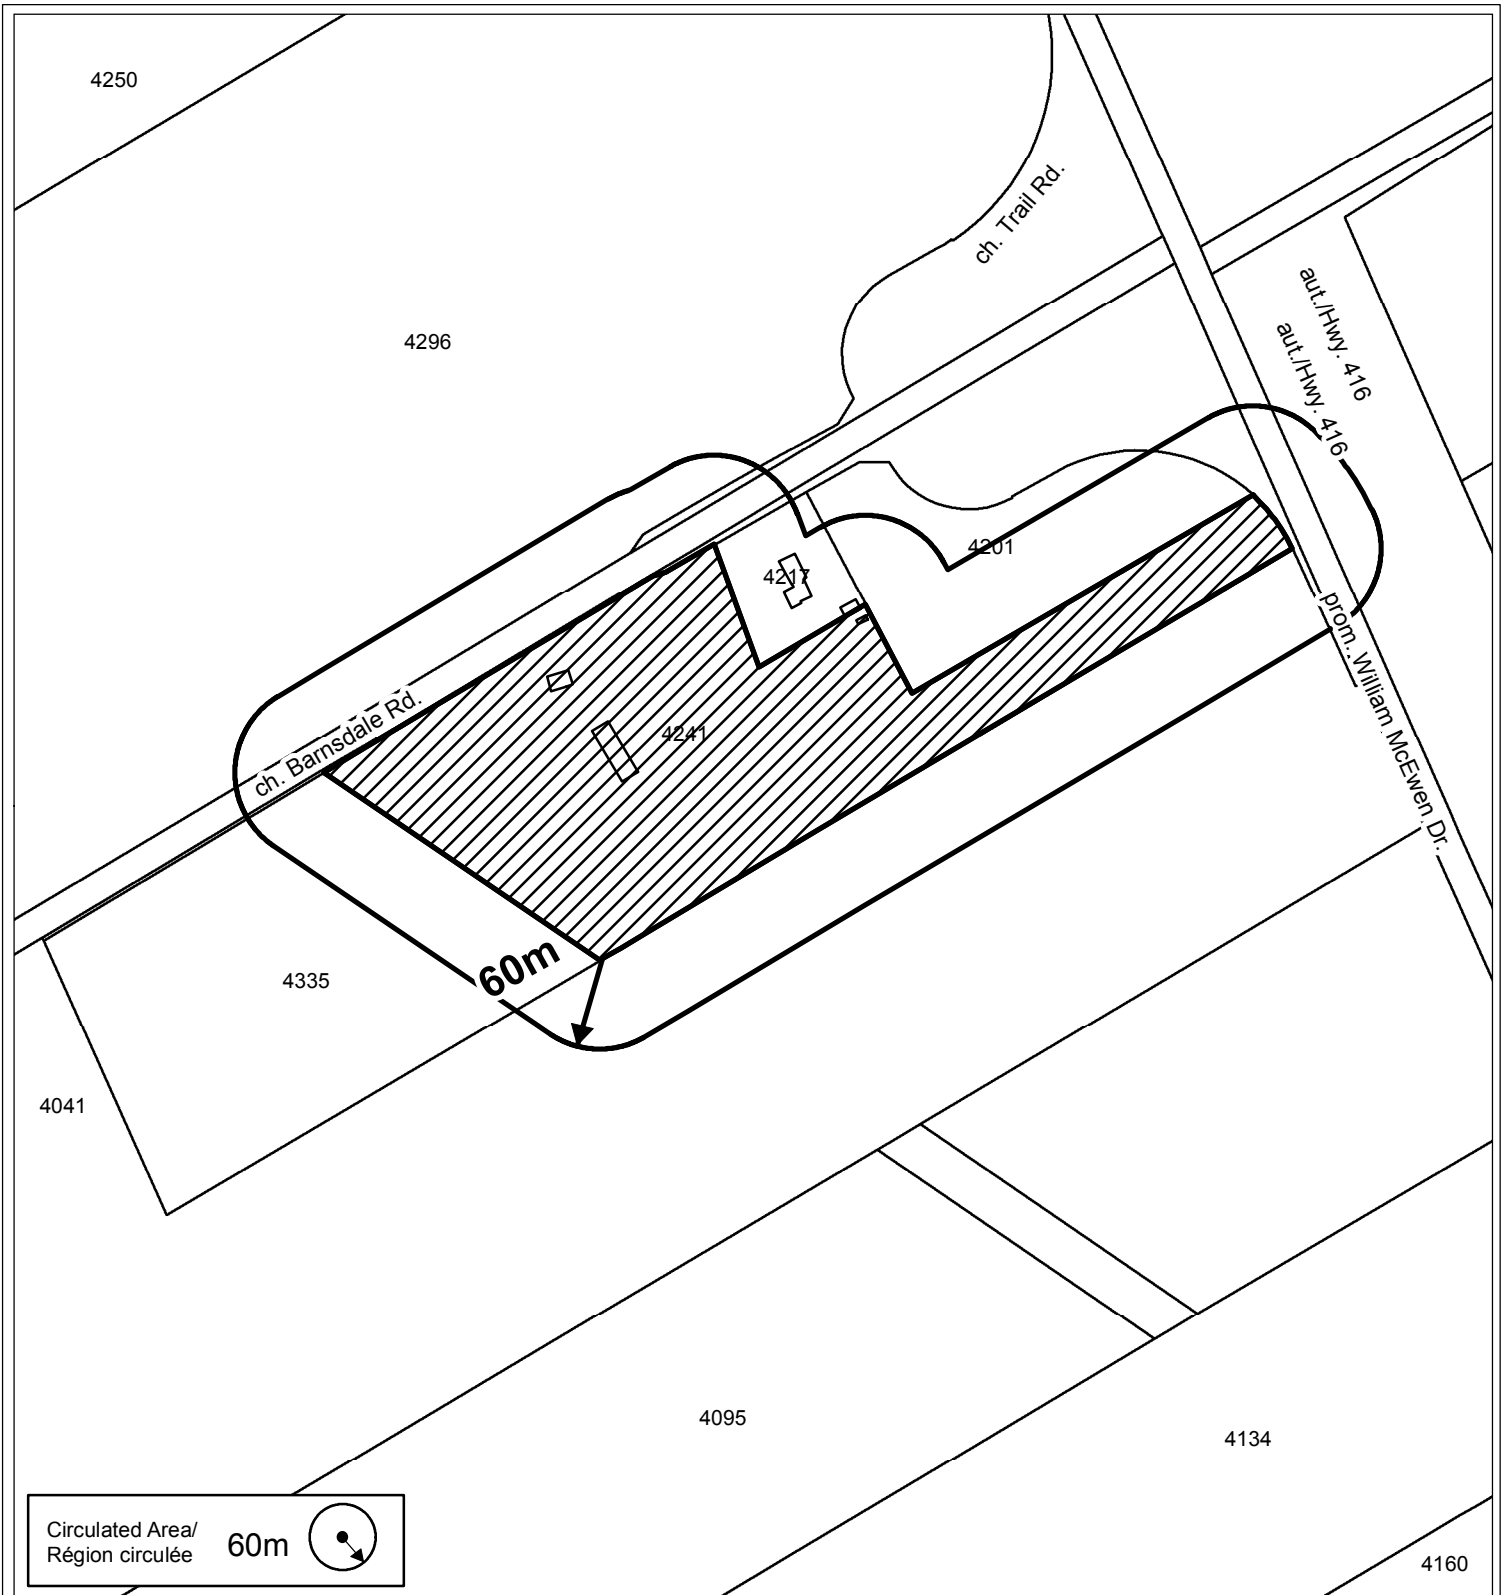 4250
ch. Trail Rd.
4296
aut./Hwy. 416
aut./Hwy. 416
4201
4217
prom. William McEwen Dr.
ch. Barnsdale Rd.
4241
60m
4335
4041
4095
4134
Circulated Area/
Région circulée
60m
4160